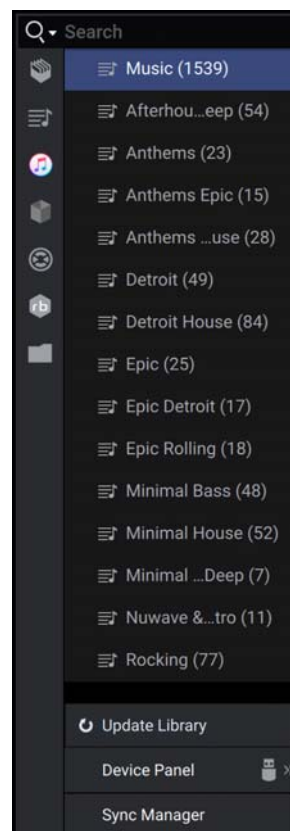 Search
Music (1539)
Afterhou...eep (54)
Anthems (23)
Anthems Epic (15)
Anthems ...use (28)
Detroit (49)
Detroit House (84)
Epic (25)
Epic Detroit (17)
Epic Rolling (18)
Minimal Bass (48)
Minimal House (52)
Minimal ...Deep (7)
Nuwave &...tro (11)
Rocking (77)
rb
Update Library
Device Panel
Sync Manager